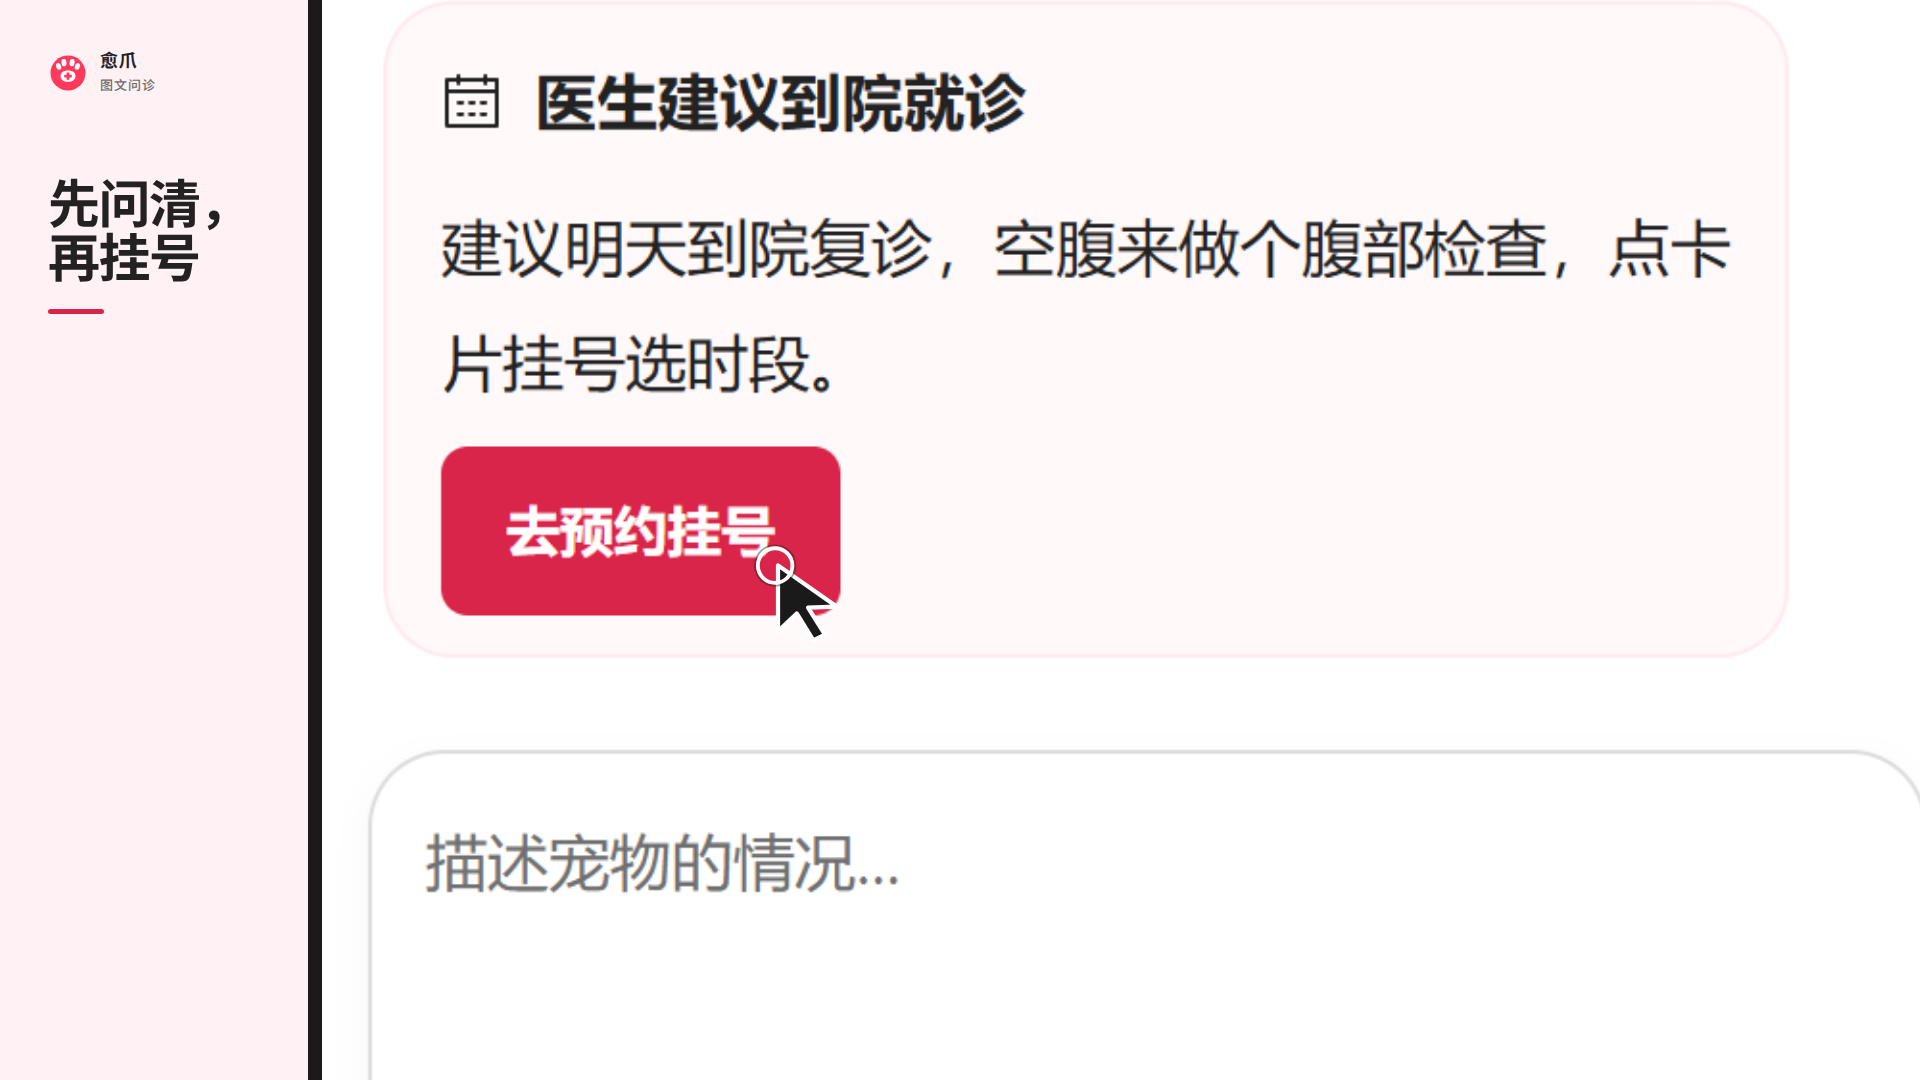 愈爪
图文问诊
先问清，
再挂号
医生建议到院就诊
建议明天到院复诊，空腹来做个腹部检查，点卡
片挂号选时段。
去预约挂号
描述宠物的情况...